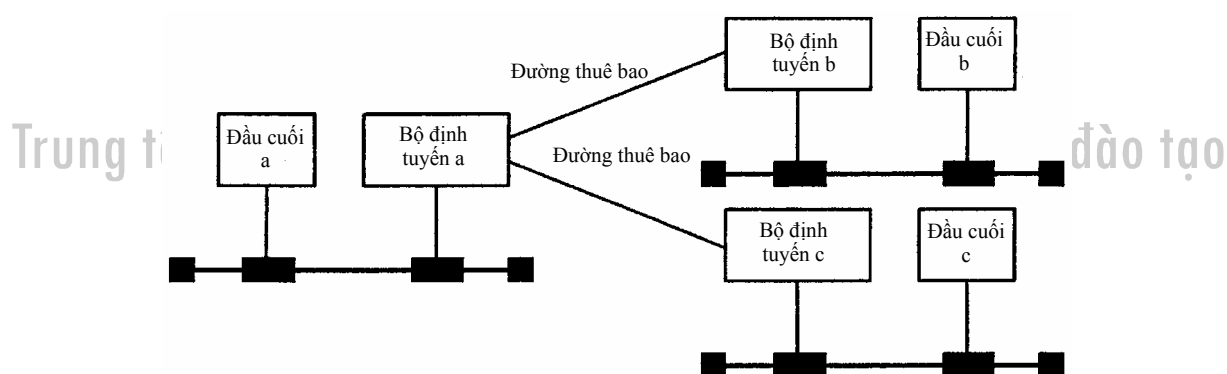 Đường thuê bao
Bộ định
tuyến b
Đầu cuối
b
Trung
Đầu cuối
a
Bộ định
tuyến a
Đường thuê bao
đào tạo
Bộ định
tuyến c
Đầu cuối
c